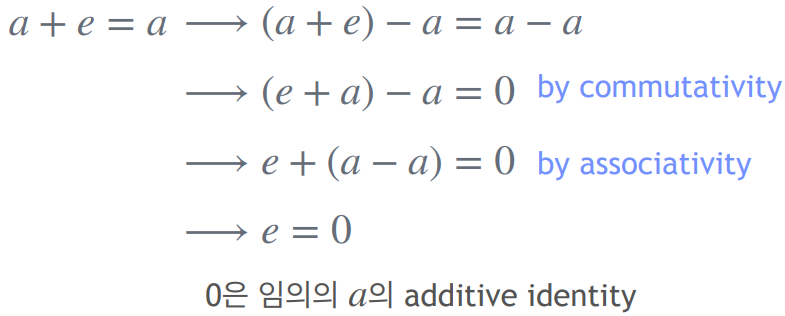 a + e = a ⟶ (a + e) − a = a − a
⟶ (e + a) − a = 0 by commutativity
⟶ e + (a − a) = 0 by associativity
⟶ e = 0
0은 임의의 a의 additive identity